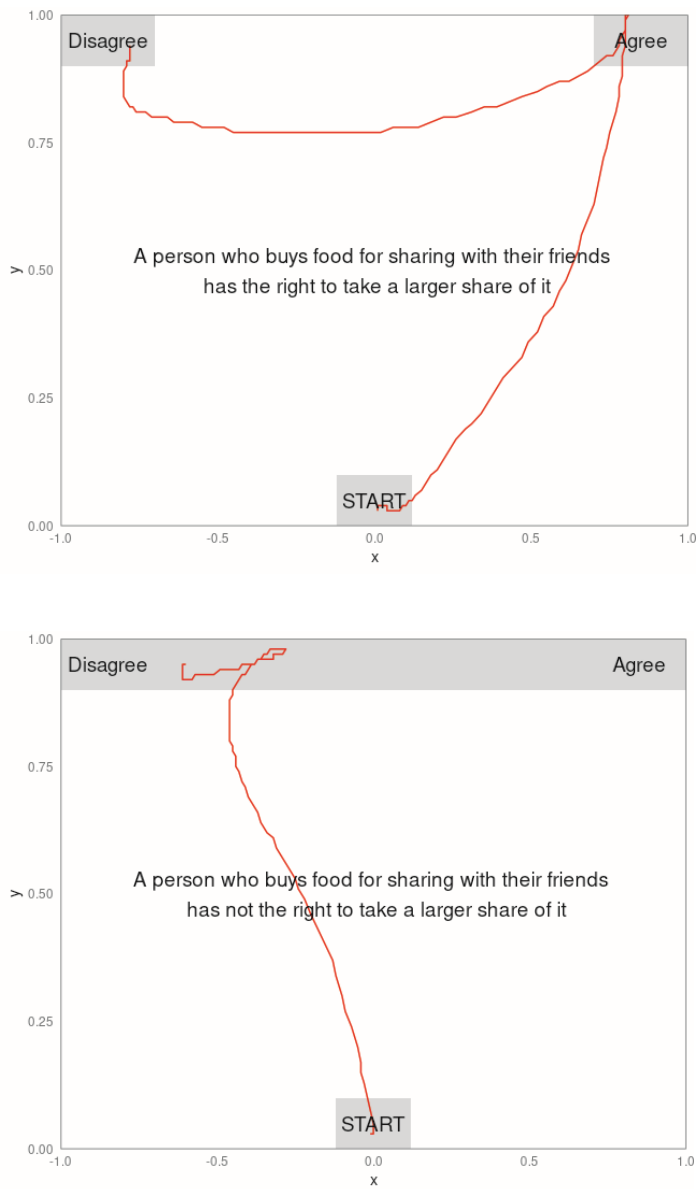 1.00
Disagree
Agree
0.75
A person who buys food for sharing with their friends
has the right to take a larger share of it
y
0.50
0.25
START
0.00
-1.0
-0.5
0.0
0.5
1.0
x
1.00
Disagree
Agree
0.75
A person who buys food for sharing with their friends
has not the right to take a larger share of it
y
0.50
0.25
START
0.00
-1.0
-0.5
0.0
0.5
1.0
x